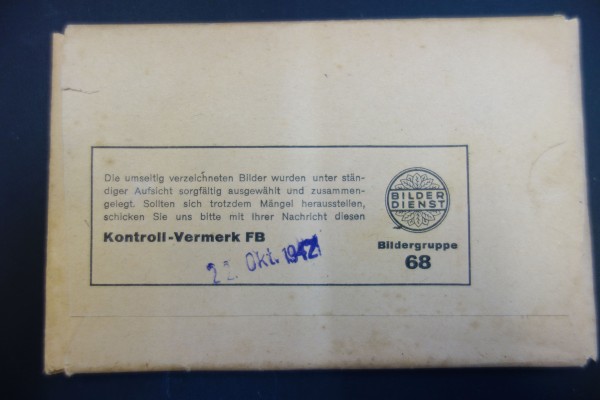 Die umseitig verzeichneten Bilder wurden unter stän-
diger Aufsicht sorgfältig ausgewählt und zusammen-
gelegt. Sollten sich trotzdem Mängel herausstellen,
schicken Sie uns bitte mit Ihrer Nachricht diesen
Kontroll-Vermerk FB
22. Okt. 1942
BILDER
DIENST
Bildergruppe
68